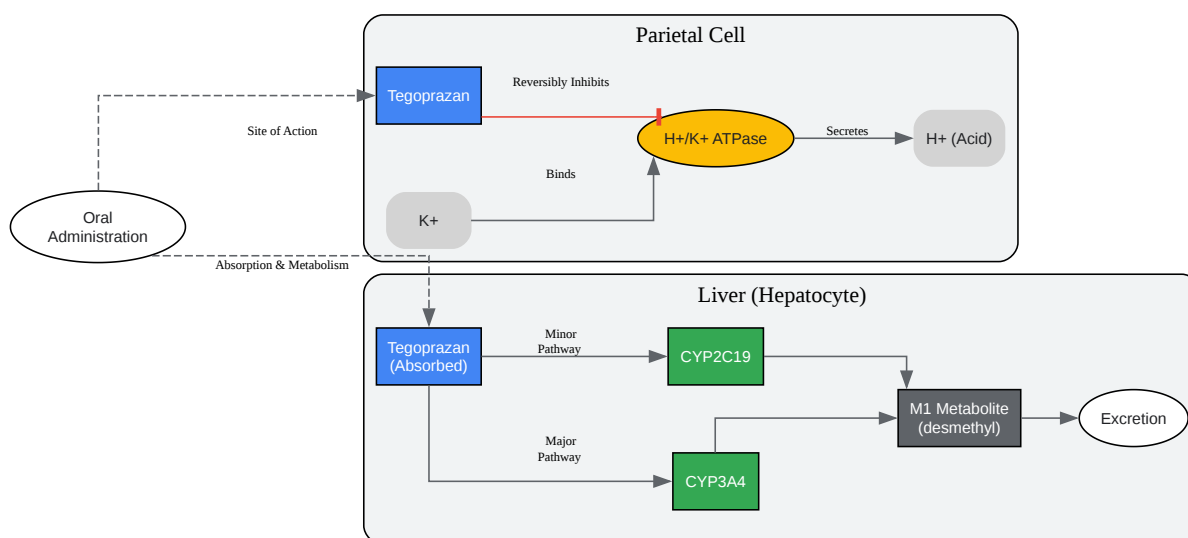 Parietal Cell
Tegoprazan
Reversibly Inhibits
H+/K+ ATPase
Secretes
H+ (Acid)
Site of Action
Binds
K+
Oral
Administration
Absorption & Metabolism
Liver (Hepatocyte)
Tegoprazan
(Absorbed)
Minor
Pathway
CYP2C19
M1 Metabolite
(desmethyl)
Excretion
Major
Pathway
CYP3A4